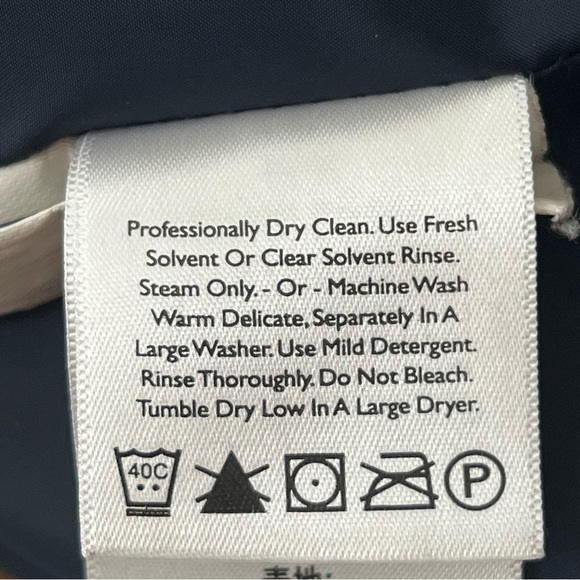 Professionally Dry Clean. Use Fresh
Solvent Or Clear Solvent Rinse.
Steam Only. - Or - Machine Wash
Warm Delicate, Separately In A
Large Washer. Use Mild Detergent.
Rinse Thoroughly. Do Not Bleach.
Tumble Dry Low In A Large Dryer.
40C
P